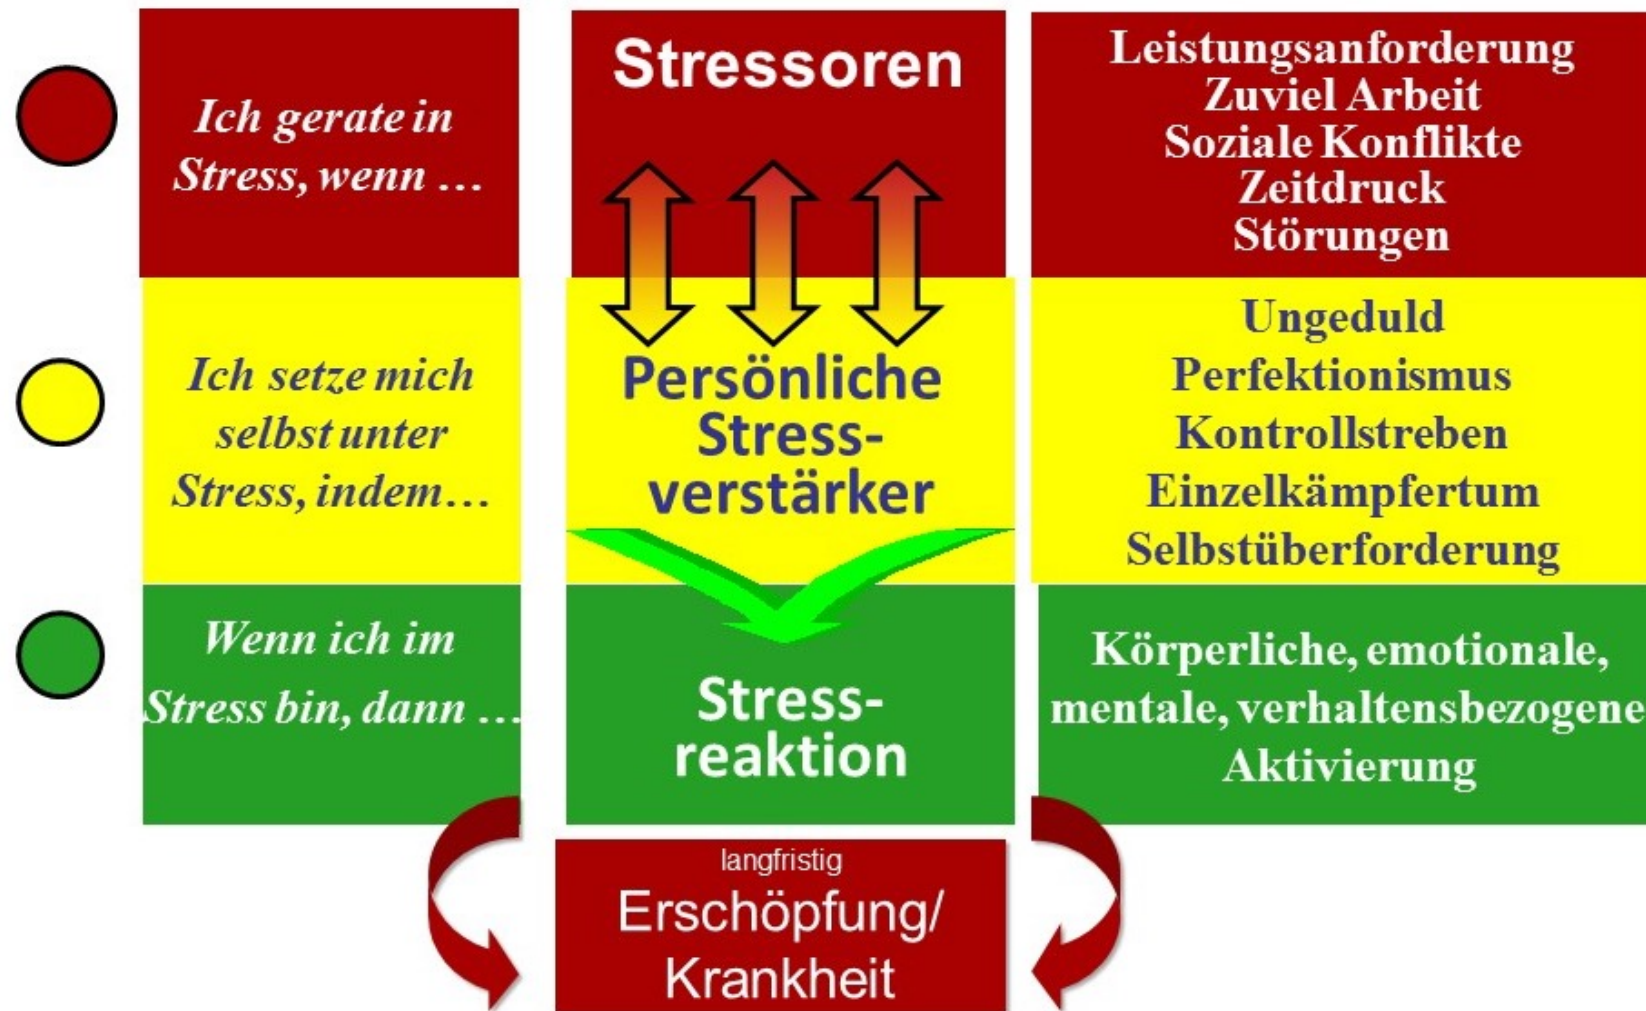 Ich gerate in
Stress, wenn …
Stressoren
Leistungsanforderung
Zuviel Arbeit
Soziale Konflikte
Zeitdruck
Störungen
Ich setze mich
selbst unter
Stress, indem…
Persönliche
Stress-
verstärker
Ungeduld
Perfektionismus
Kontrollstreben
Einzelkämpfertum
Selbstüberforderung
Wenn ich im
Stress bin, dann …
Stress-
reaktion
Körperliche, emotionale,
mentale, verhaltensbezogene
Aktivierung
langfristig
Erschöpfung/
Krankheit